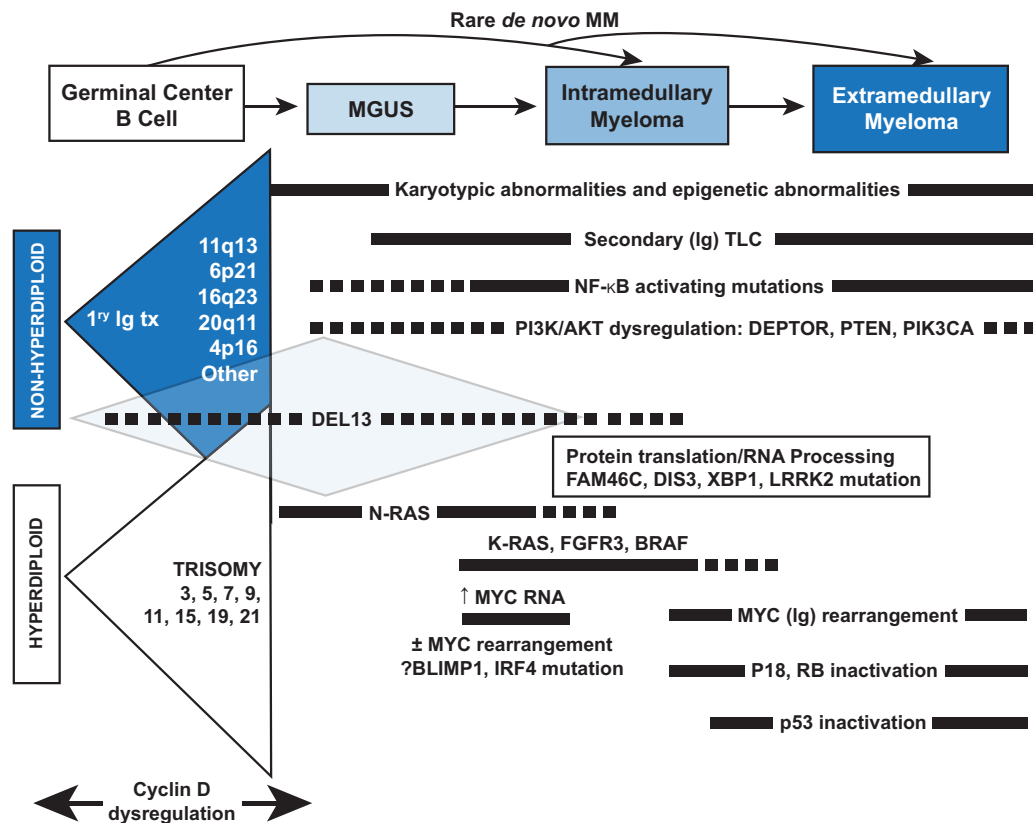 Rare de novo MM
Germinal Center
B Cell
MGUS
Intramedullary
Myeloma
Extramedullary
Myeloma
Karyotypic abnormalities and epigenetic abnormalities
Secondary (Ig) TLC
NF-κB activating mutations
PI3K/AKT dysregulation: DEPTOR, PTEN, PIK3CA
NON-HYPERDIPLOID
1ry Ig tx
11q13
6p21
16q23
20q11
4p16
Other
DEL13
Protein translation/RNA Processing
FAM46C, DIS3, XBP1, LRRK2 mutation
N-RAS
K-RAS, FGFR3, BRAF
HYPERDIPLOID
TRISOMY
3, 5, 7, 9,
11, 15, 19, 21
↑ MYC RNA
± MYC rearrangement
?BLIMP1, IRF4 mutation
MYC (Ig) rearrangement
P18, RB inactivation
p53 inactivation
Cyclin D
dysregulation